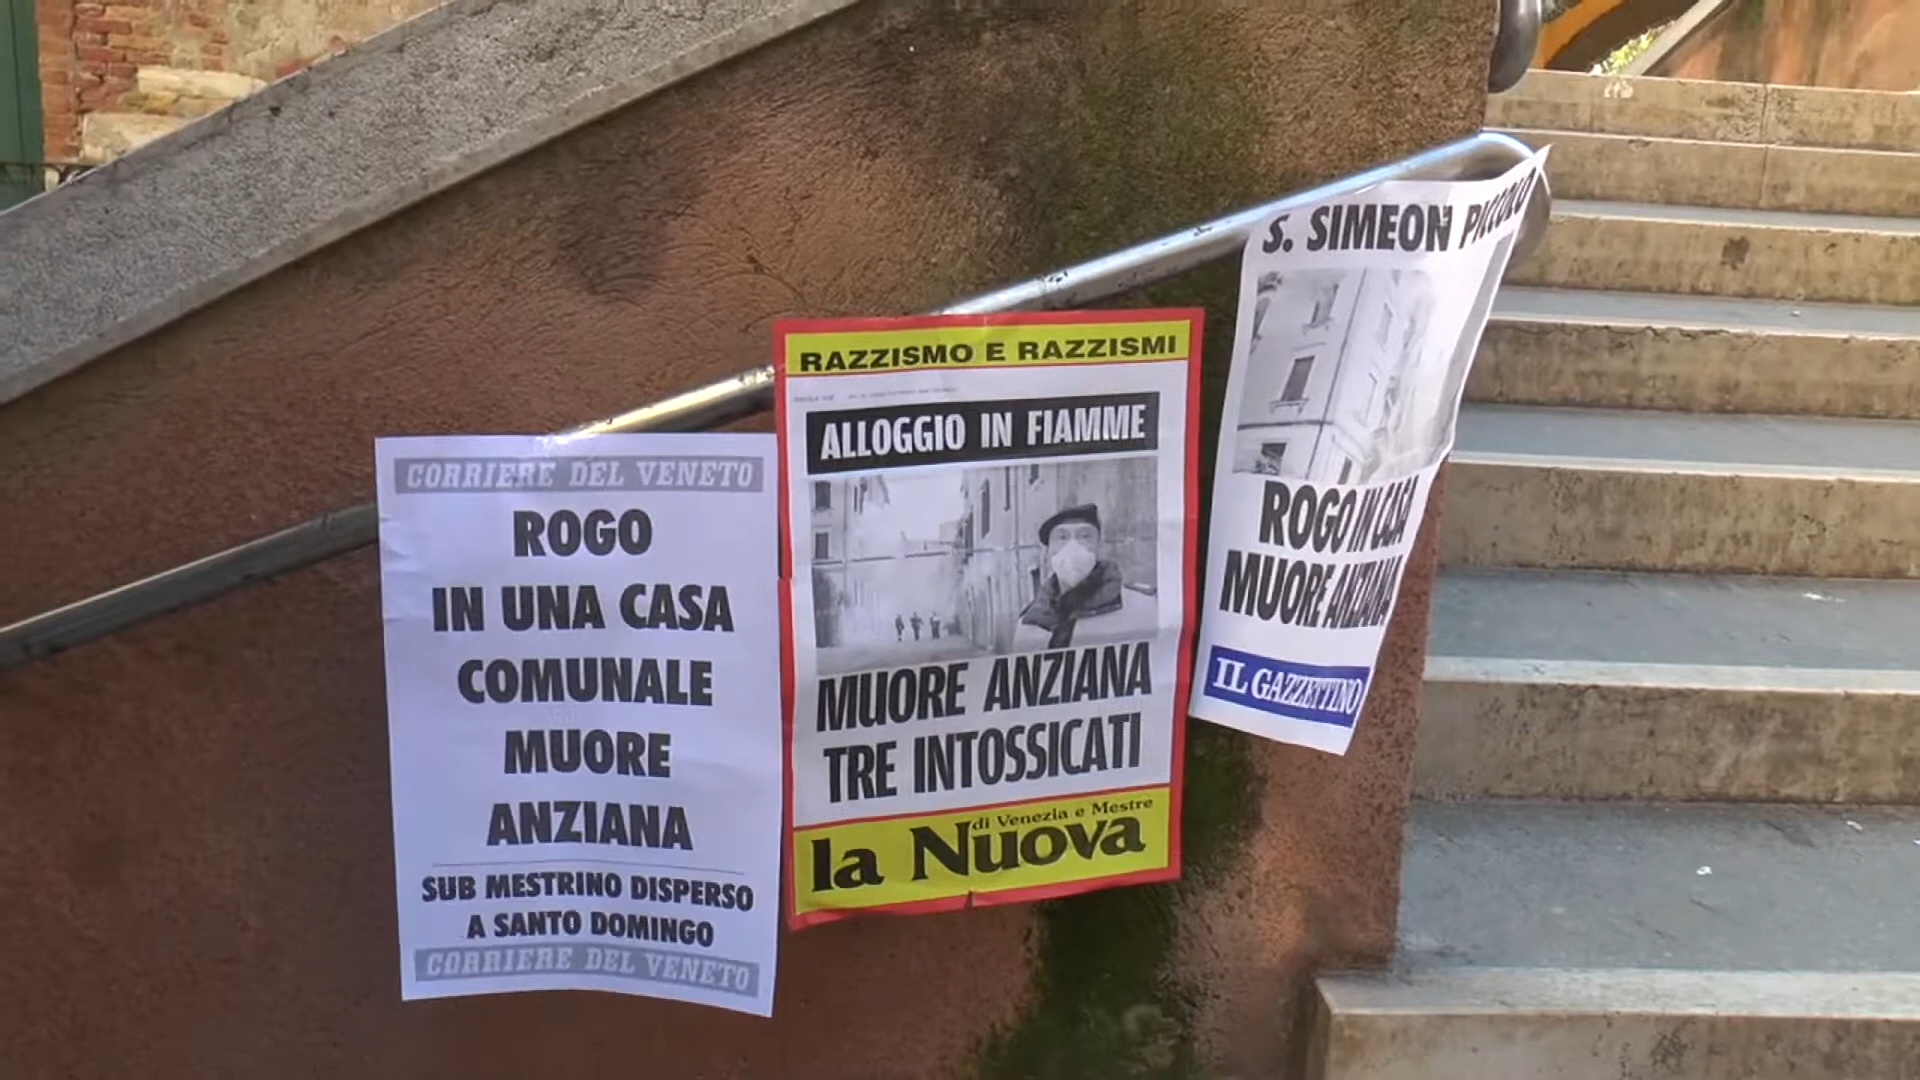 CORRIERE DEL VENETO
ROGO
IN UNA CASA
COMUNALE
MUORE
ANZIANA
SUB MESTRINO DISPERSO
A SANTO DOMINGO
CORRIERE DEL VENETO
RAZZISMO E RAZZISMI
ALLOGGIO IN FIAMME
MUORE ANZIANA
TRE INTOSSICATI
di Venezia e Mestre
la Nuova
S. SIMEON PICCOLO
ROGO IN CASA
MUORE ANZIANA
IL GAZZETTINO